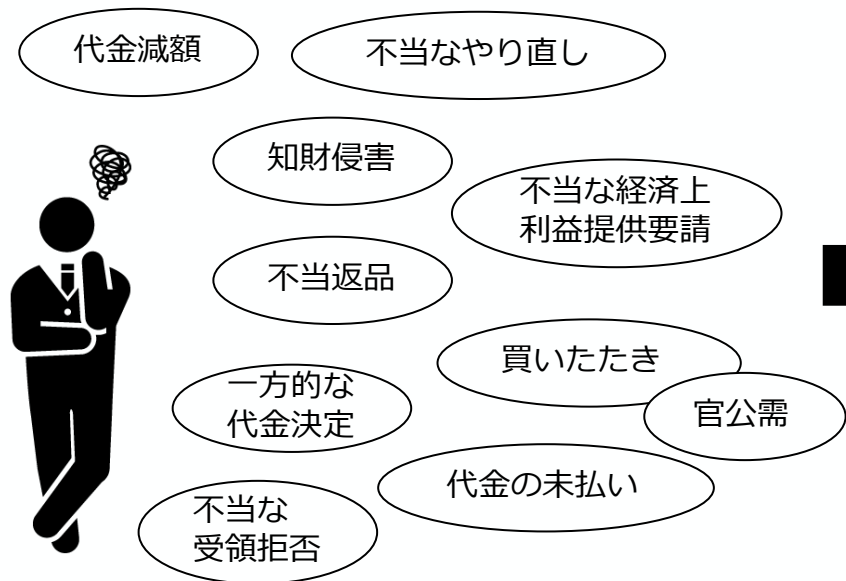 代金減額
不当なやり直し
知財侵害
不当な経済上
利益提供要請
不当返品
買いたたき
一方的な
代金決定
官公需
代金の未払い
不当な
受領拒否